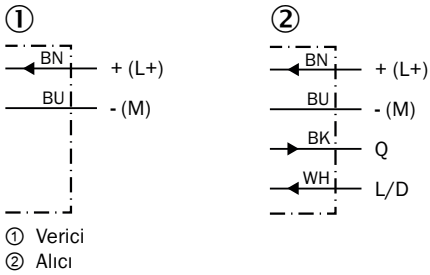 ① ②
BN + (L+) BN + (L+)
BU - (M) BU - (M)
BK Q
WH L/D
① Verici
② Alıcı